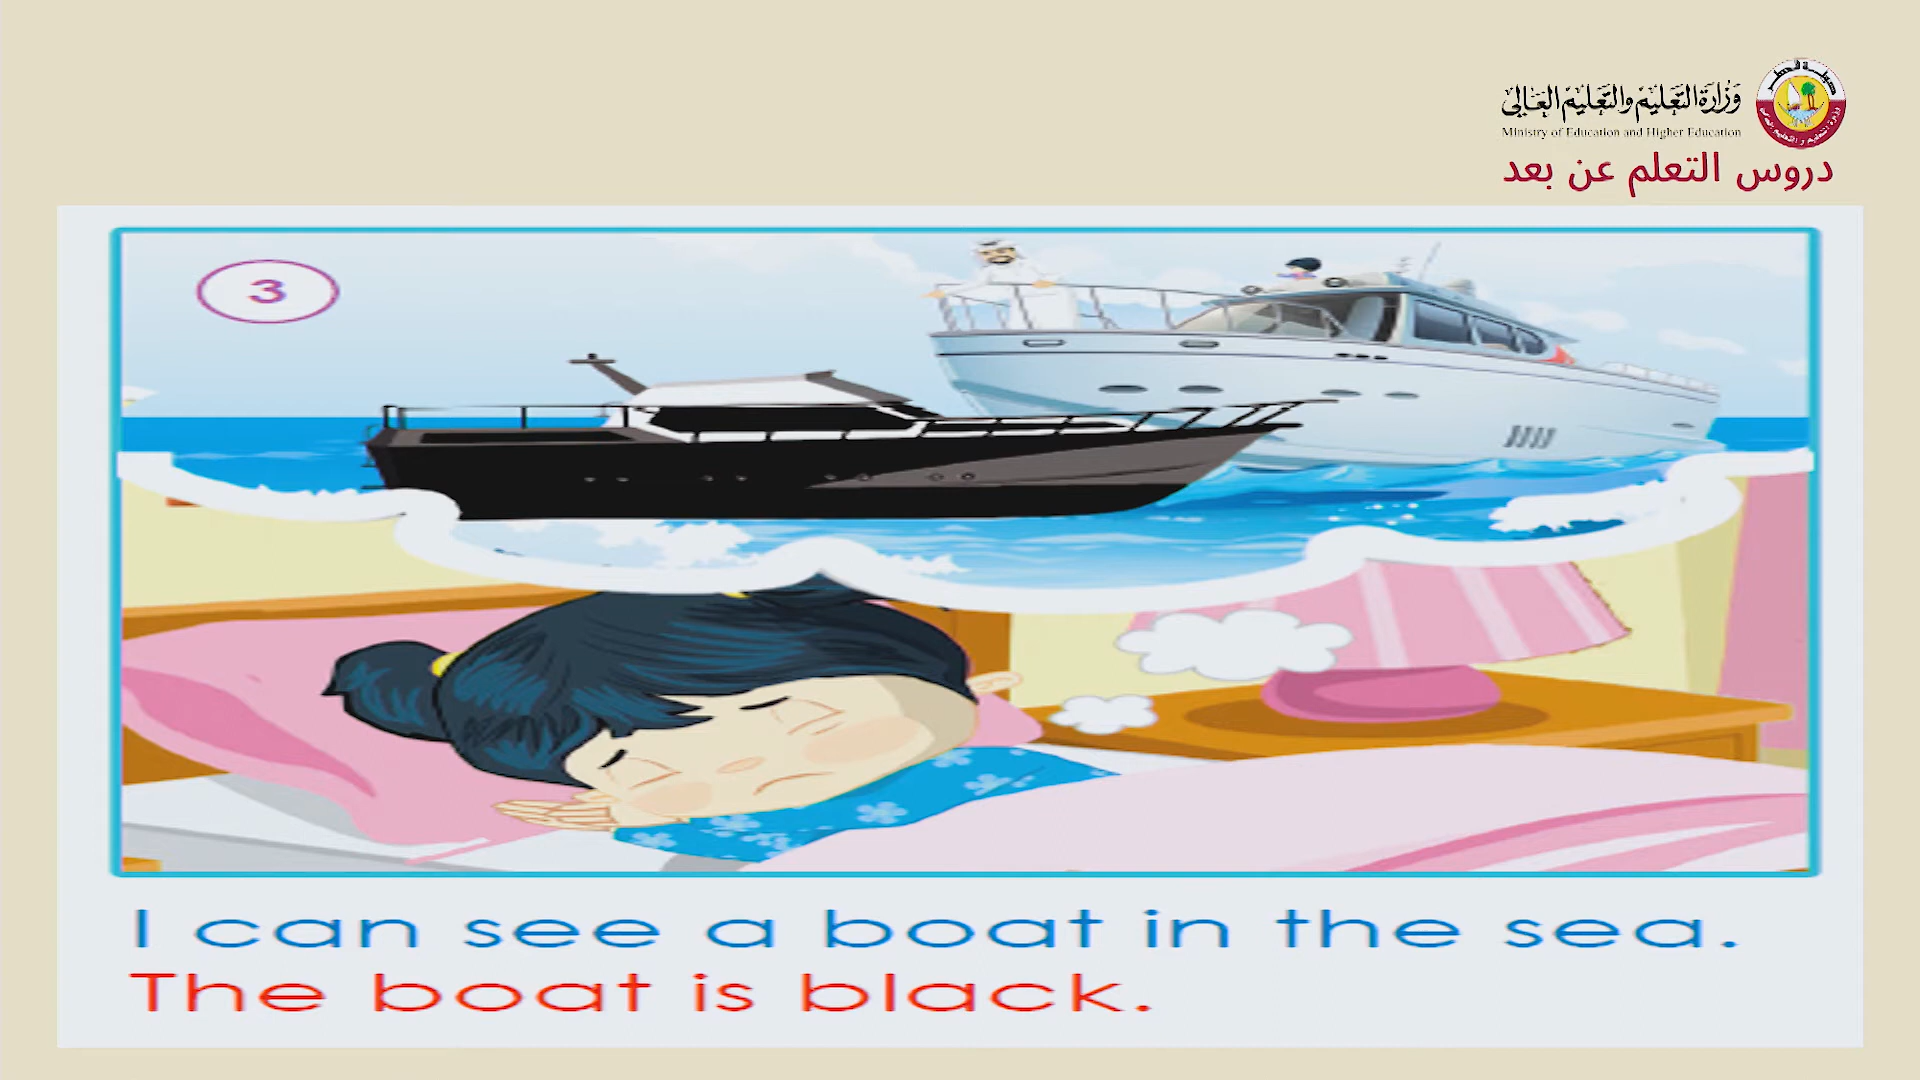 وزارة التعليم والتعليم العالي
Ministry of Education and Higher Education
دروس التعلم عن بعد
3
I can see a boat in the sea.
The boat is black.